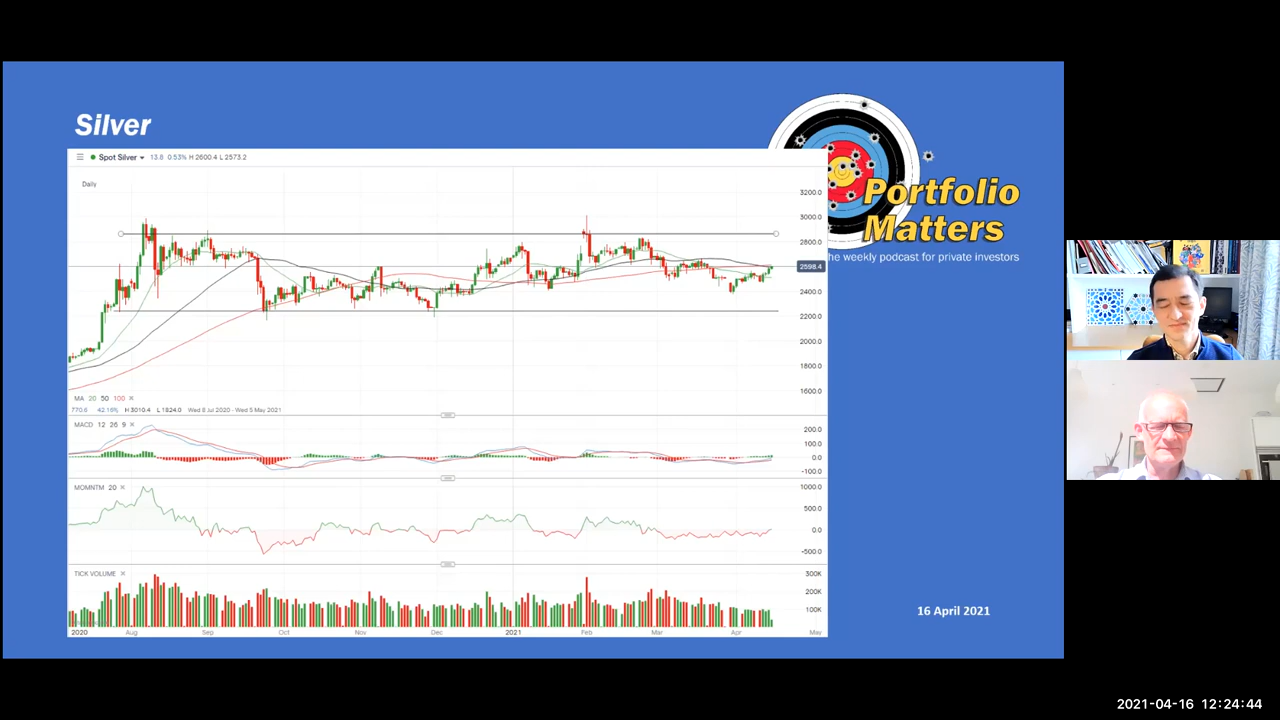 Silver
Portfolio
Matters
he weekly podcast for private investors
Spot Silver 13.8 0.53% H 2600.4 L 2573.2
Daily
3200.0
3000.0
2800.0
2598.4
2400.0
2200.0
2000.0
1800.0
1600.0
MA 20 50 100
770.6 42.16% H 3010.4 L 1824.0 Wed 8 Jul 2020 - Wed 5 May 2021
MACD 12 26 9
200.0
100.0
0.0
-100.0
MOMNTM 20
1000.0
500.0
0.0
-500.0
TICK VOLUME
300K
200K
100K
2020 Aug Sep Oct Nov Dec 2021 Feb Mar Apr May
16 April 2021
2021-04-16 12:24:44